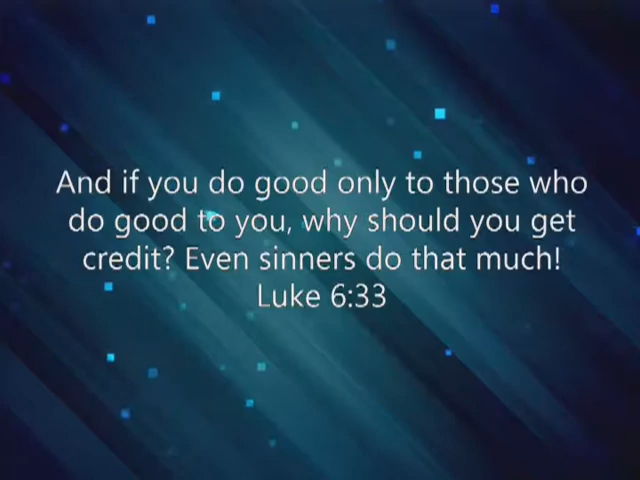 And if you do good only to those who
do good to you, why should you get
credit? Even sinners do that much!
Luke 6:33